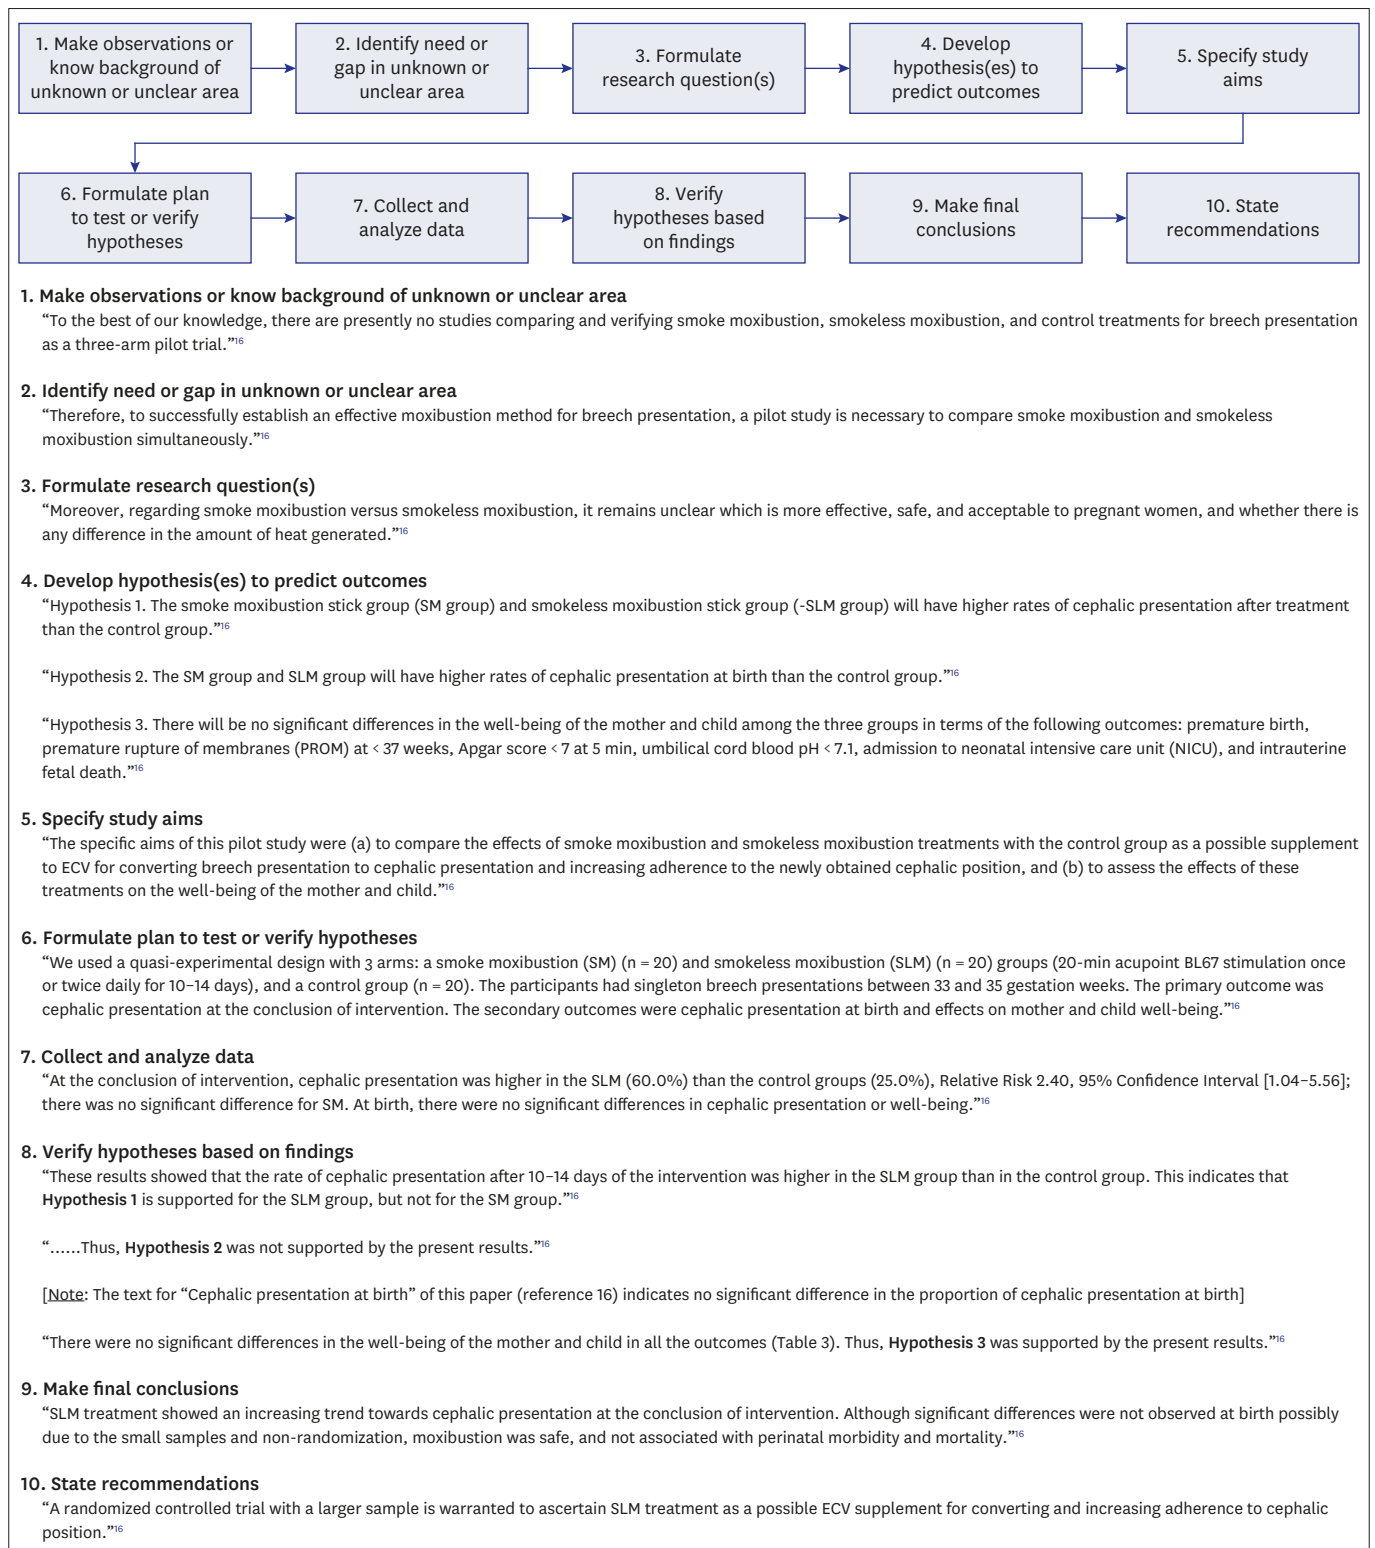 1. Make observations or
know background of
unknown or unclear area
2. Identify need or
gap in unknown or
unclear area
3. Formulate
research question(s)
4. Develop
hypothesis(es) to
predict outcomes
5. Specify study
aims
6. Formulate plan
to test or verify
hypotheses
7. Collect and
analyze data
8. Verify
hypotheses based
on findings
9. Make final
conclusions
10. State
recommendations
1. Make observations or know background of unknown or unclear area
“To the best of our knowledge, there are presently no studies comparing and verifying smoke moxibustion, smokeless moxibustion, and control treatments for breech presentation
as a three-arm pilot trial.”16
2. Identify need or gap in unknown or unclear area
“Therefore, to successfully establish an effective moxibustion method for breech presentation, a pilot study is necessary to compare smoke moxibustion and smokeless
moxibustion simultaneously.”16
3. Formulate research question(s)
“Moreover, regarding smoke moxibustion versus smokeless moxibustion, it remains unclear which is more effective, safe, and acceptable to pregnant women, and whether there is
any difference in the amount of heat generated.”16
4. Develop hypothesis(es) to predict outcomes
“Hypothesis 1. The smoke moxibustion stick group (SM group) and smokeless moxibustion stick group (-SLM group) will have higher rates of cephalic presentation after treatment
than the control group.”16
“Hypothesis 2. The SM group and SLM group will have higher rates of cephalic presentation at birth than the control group.”16
“Hypothesis 3. There will be no significant differences in the well-being of the mother and child among the three groups in terms of the following outcomes: premature birth,
premature rupture of membranes (PROM) at < 37 weeks, Apgar score < 7 at 5 min, umbilical cord blood pH < 7.1, admission to neonatal intensive care unit (NICU), and intrauterine
fetal death.”16
5. Specify study aims
“The specific aims of this pilot study were (a) to compare the effects of smoke moxibustion and smokeless moxibustion treatments with the control group as a possible supplement
to ECV for converting breech presentation to cephalic presentation and increasing adherence to the newly obtained cephalic position, and (b) to assess the effects of these
treatments on the well-being of the mother and child.”16
6. Formulate plan to test or verify hypotheses
“We used a quasi-experimental design with 3 arms: a smoke moxibustion (SM) (n = 20) and smokeless moxibustion (SLM) (n = 20) groups (20-min acupoint BL67 stimulation once
or twice daily for 10–14 days), and a control group (n = 20). The participants had singleton breech presentations between 33 and 35 gestation weeks. The primary outcome was
cephalic presentation at the conclusion of intervention. The secondary outcomes were cephalic presentation at birth and effects on mother and child well-being.”16
7. Collect and analyze data
“At the conclusion of intervention, cephalic presentation was higher in the SLM (60.0%) than the control groups (25.0%), Relative Risk 2.40, 95% Confidence Interval [1.04–5.56];
there was no significant difference for SM. At birth, there were no significant differences in cephalic presentation or well-being.”16
8. Verify hypotheses based on findings
“These results showed that the rate of cephalic presentation after 10–14 days of the intervention was higher in the SLM group than in the control group. This indicates that
Hypothesis 1 is supported for the SLM group, but not for the SM group.”16
“......Thus, Hypothesis 2 was not supported by the present results.”16
[Note: The text for “Cephalic presentation at birth” of this paper (reference 16) indicates no significant difference in the proportion of cephalic presentation at birth]
“There were no significant differences in the well-being of the mother and child in all the outcomes (Table 3). Thus, Hypothesis 3 was supported by the present results.”16
9. Make final conclusions
“SLM treatment showed an increasing trend towards cephalic presentation at the conclusion of intervention. Although significant differences were not observed at birth possibly
due to the small samples and non-randomization, moxibustion was safe, and not associated with perinatal morbidity and mortality.”16
10. State recommendations
“A randomized controlled trial with a larger sample is warranted to ascertain SLM treatment as a possible ECV supplement for converting and increasing adherence to cephalic
position.”16